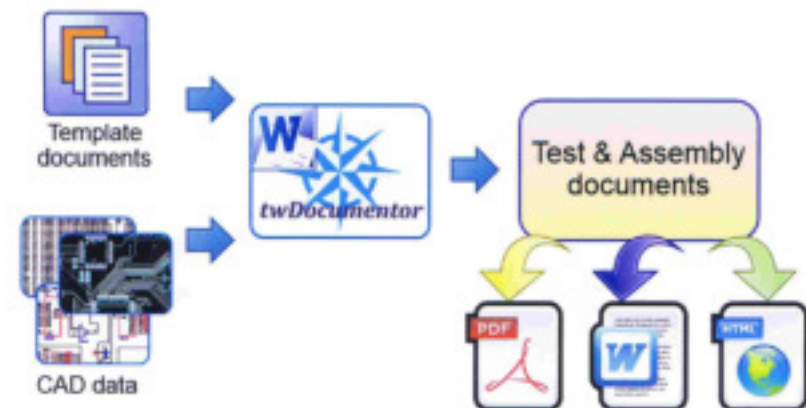 Template
documents
W
twDocumentor
Test & Assembly
documents
CAD data
PDF
W
HTML